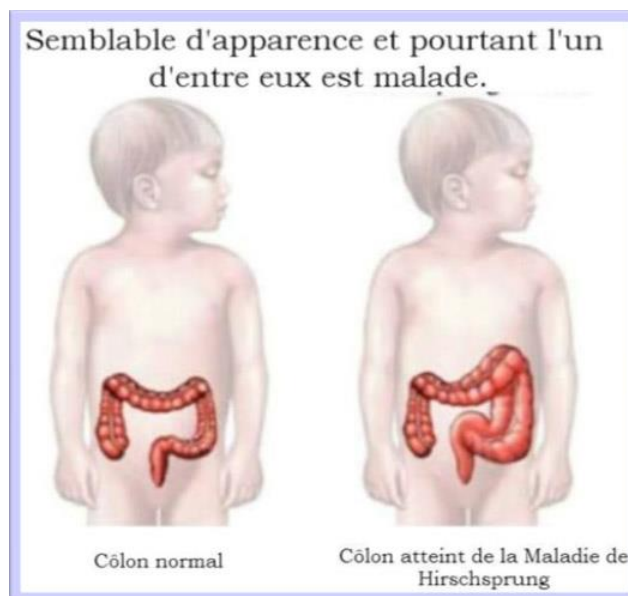 Semblable d'apparence et pourtant l'un
d'entre eux est malade.
Côlon normal
Côlon atteint de la Maladie de
Hirschsprung